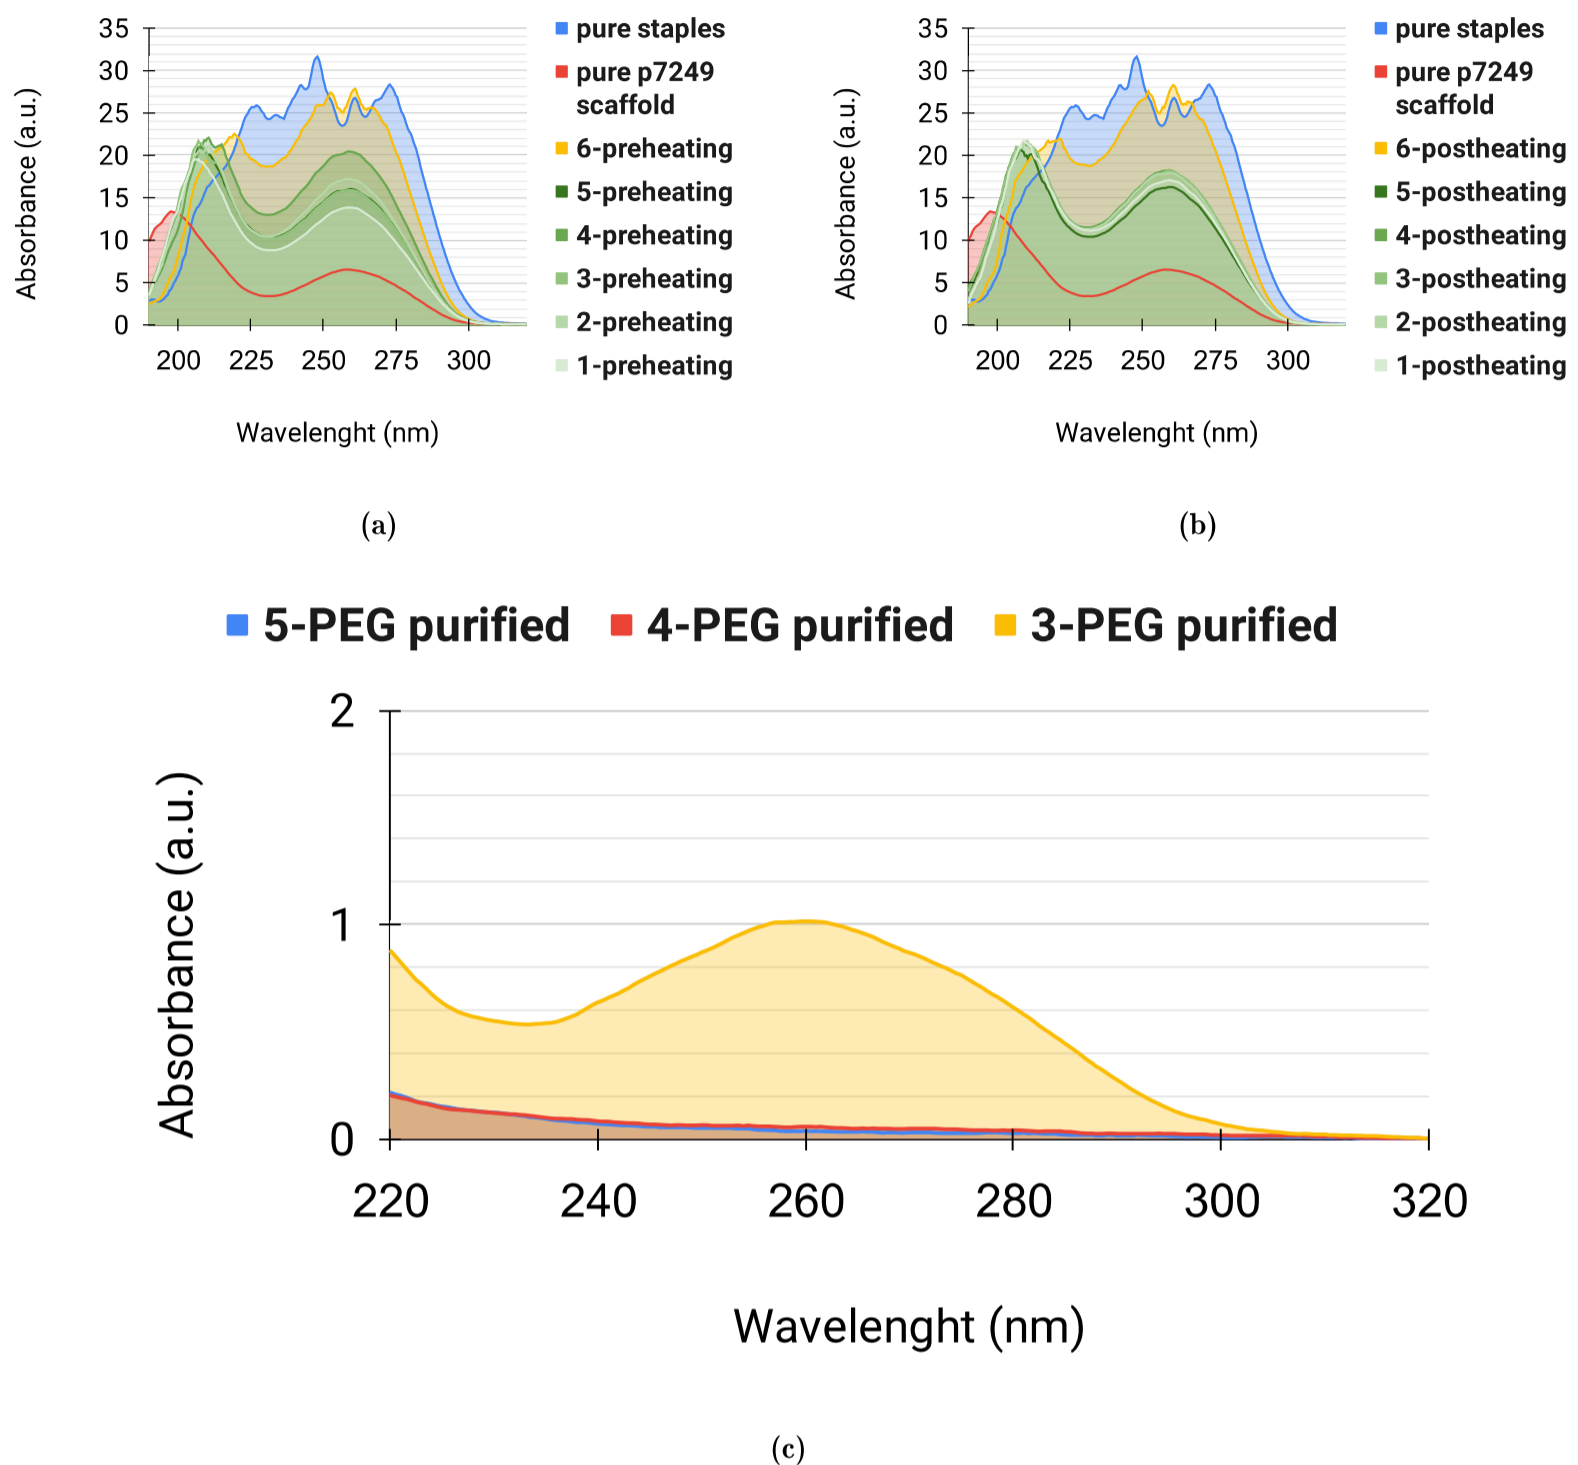 35
30
25
20
15
10
5
0
Absorbance (a.u.)
200 225 250 275 300
Wavelenght (nm)
pure staples
pure p7249
scaffold
6-preheating
5-preheating
4-preheating
3-preheating
2-preheating
1-preheating
(a)
35
30
25
20
15
10
5
0
Absorbance (a.u.)
200 225 250 275 300
Wavelenght (nm)
pure staples
pure p7249
scaffold
6-postheating
5-postheating
4-postheating
3-postheating
2-postheating
1-postheating
(b)
5-PEG purified 4-PEG purified 3-PEG purified
2
1
0
Absorbance (a.u.)
220 240 260 280 300 320
Wavelenght (nm)
(c)